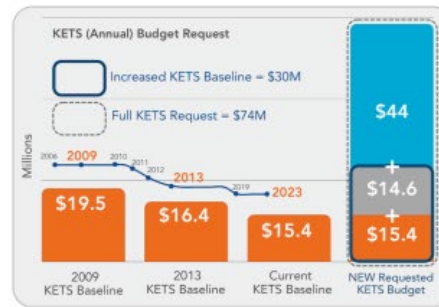 KETS (Annual) Budget Request
Increased KETS Baseline = $30M
Full KETS Request = $74M
Millions
2006 2009 2010 2011 2012 2013 2019 2023
$19.5
$16.4
$15.4
$44
+
$14.6
+
$15.4
2009
KETS Baseline
2013
KETS Baseline
Current
KETS Baseline
NEW Requested
KETS Budget